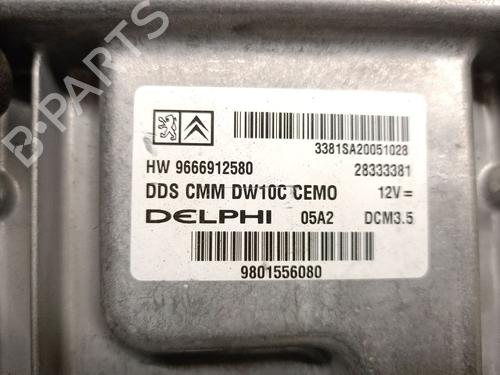 B-PARTS
3381SA20051028
HW 9666912580 28333381
DDS CMM DW10C CEMO 12V =
DELPHI 05A2 DCM3.5
9801556080